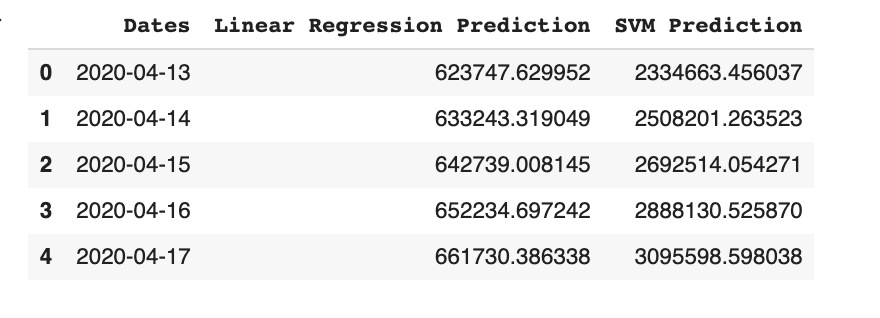 Dates Linear Regression Prediction SVM Prediction
0 2020-04-13 623747.629952 2334663.456037
1 2020-04-14 633243.319049 2508201.263523
2 2020-04-15 642739.008145 2692514.054271
3 2020-04-16 652234.697242 2888130.525870
4 2020-04-17 661730.386338 3095598.598038